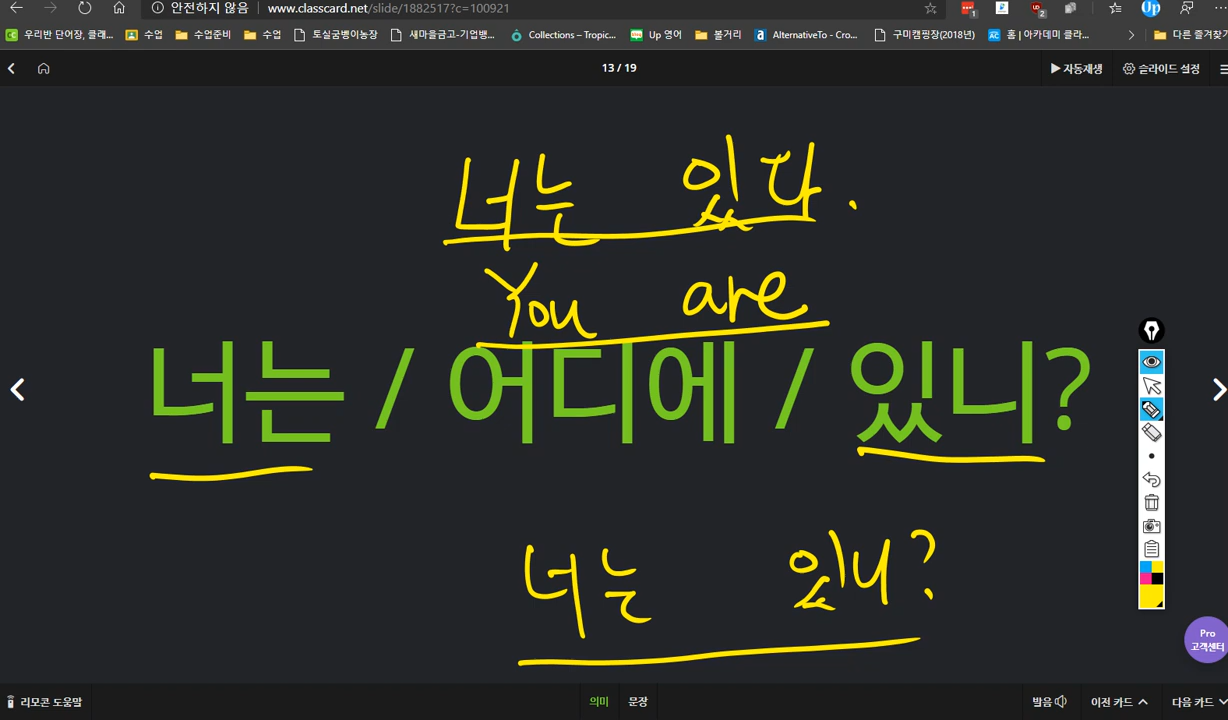 안전하지 않음 www.classcard.net/slide/1882517?c=100921
우리반 단어장, 클래... 수업 수업준비 수업 토실금뱅이농장 새마을금고-기업뱅... Collections – Tropic... Up 영어 볼거리 AlternativeTo - Cro... 구미캠핑장(2018년) 홈 | 아카데미 클라... 다른 즐겨찾기
13 / 19
자동재생 슬라이드 설정
너는 있다.
You are
너는 / 어디에 / 있니?
너는 있니?
Pro
고객센터
리모콘 도움말 의미 문장 발음 이전 카드 다음 카드